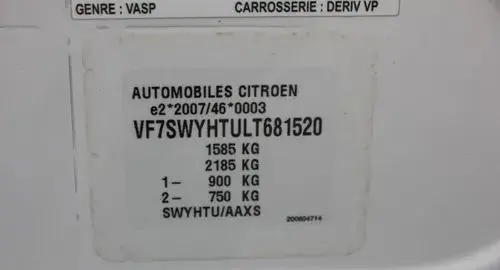 GENRE : VASP CARROSSERIE : DERIV VP
AUTOMOBILES CITROEN
e2*2007/46*0003
VF7SWYHTULT681520
1585 KG
2185 KG
1- 900 KG
2- 750 KG
SWYHTU/AAXS
200604714